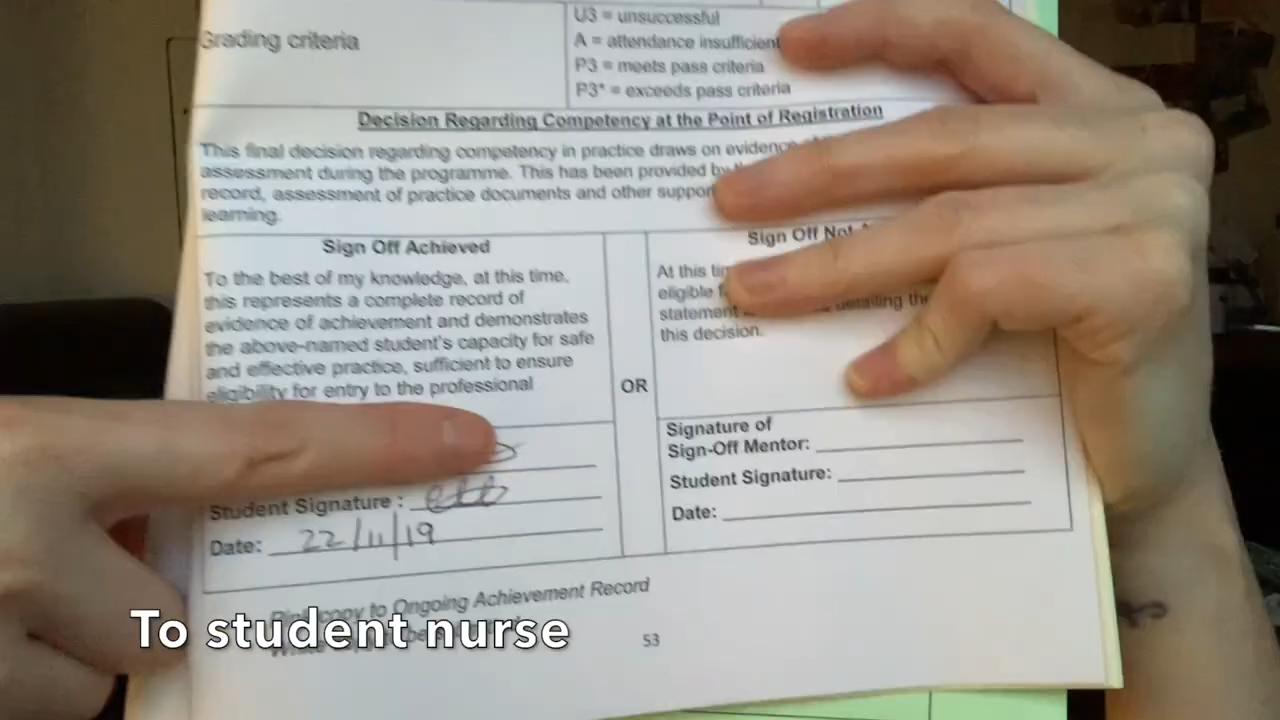 Grading criteria
U3 = unsuccessful
A = attendance insufficient
P3 = meets pass criteria
P3* = exceeds pass criteria
Decision Regarding Competency at the Point of Registration
This final decision regarding competency in practice draws on evidence
assessment during the programme. This has been provided by
record, assessment of practice documents and other
learning.
Sign Off Achieved
To the best of my knowledge, at this time,
this represents a complete record of
evidence of achievement and demonstrates
the above-named student's capacity for safe
and effective practice, sufficient to ensure
eligibility for entry to the professional
Student Signature :
Date: 22/11/19
OR
Sign Off Not
At this
eligible
statement detailing the
this decision.
Signature of
Sign-Off Mentor:
Student Signature:
Date:
copy to Ongoing Achievement Record
To student nurse
53